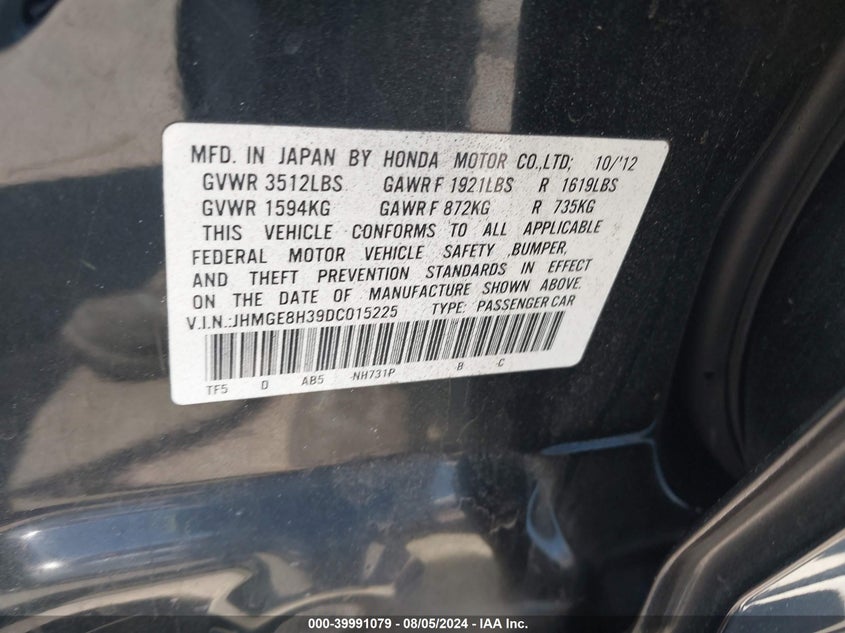 MFD. IN JAPAN BY HONDA MOTOR CO.,LTD; 10/'12
GVWR 3512LBS GAWR F 1921LBS R 1619LBS
GVWR 1594KG GAWR F 872KG R 735KG
THIS VEHICLE CONFORMS TO ALL APPLICABLE
FEDERAL MOTOR VEHICLE SAFETY ,BUMPER,
AND THEFT PREVENTION STANDARDS IN EFFECT
ON THE DATE OF MANUFACTURE SHOWN ABOVE.
V.I.N.:JHMGE8H39DC015225 TYPE: PASSENGER CAR
TF5 D AB5 NH731P B C
000-39991079 - 08/05/2024 - IAA Inc.